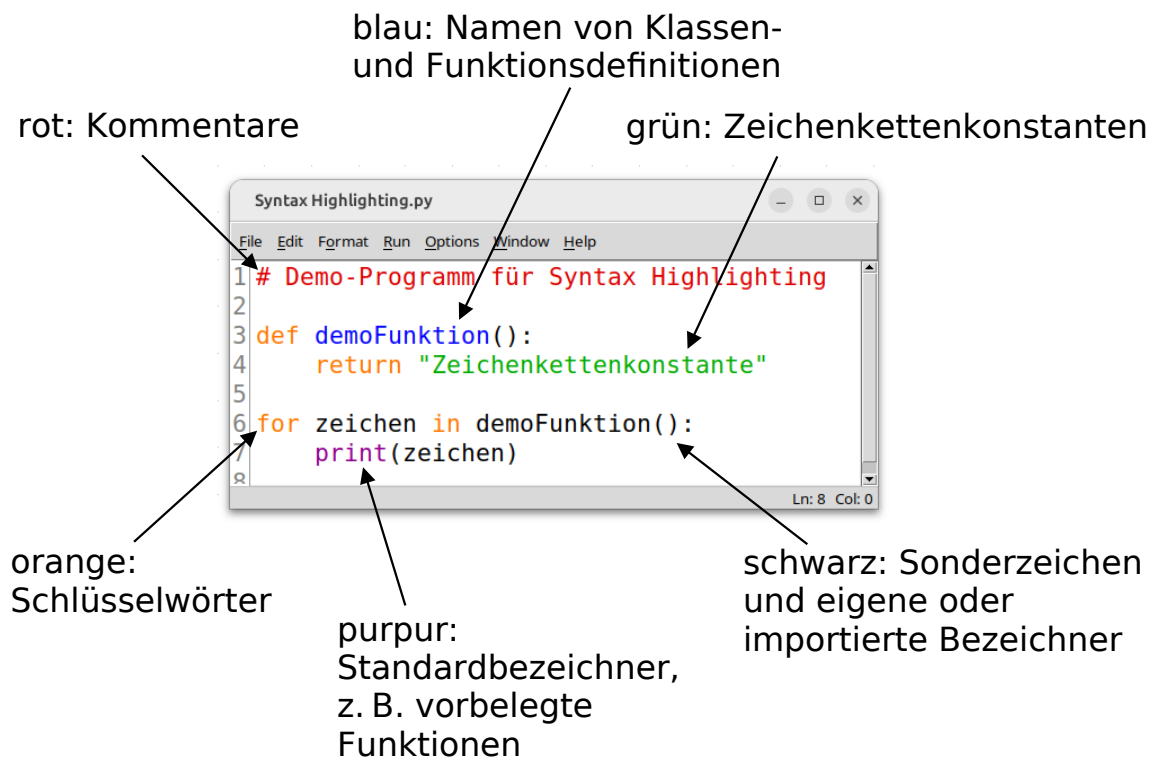 blau: Namen von Klassen-
und Funktionsdefinitionen
rot: Kommentare
grün: Zeichenkettenkonstanten
Syntax Highlighting.py
File Edit Format Run Options Window Help
1 # Demo-Programm für Syntax Highlighting
2
3 def demoFunktion():
4     return "Zeichenkettenkonstante"
5
6 for zeichen in demoFunktion():
7     print(zeichen)
8
Ln: 8 Col: 0
orange:
Schlüsselwörter
purpur:
Standardbezeichner,
z. B. vorbelegte
Funktionen
schwarz: Sonderzeichen
und eigene oder
importierte Bezeichner